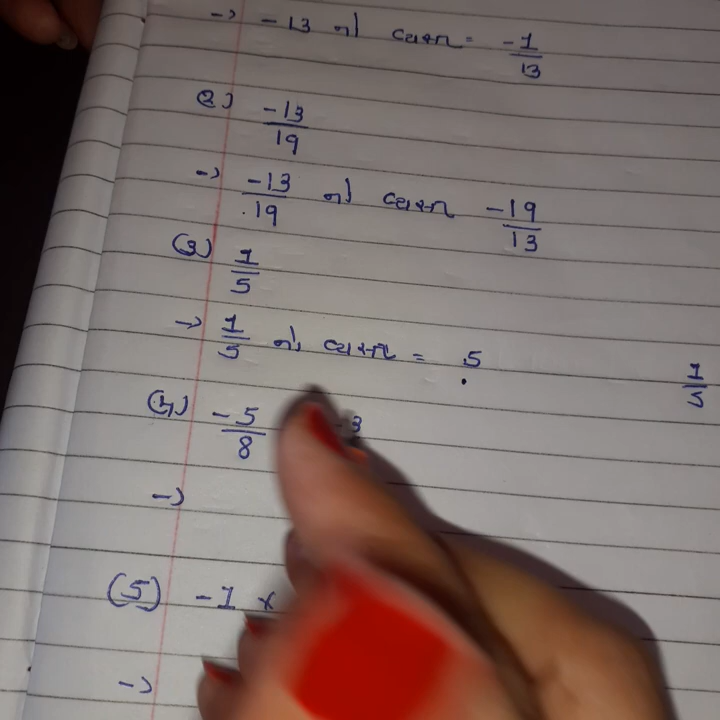 → -13 નો વ્યસ્ત = -1/13
2) -13/19
→ -13/19 નો વ્યસ્ત -19/13
(3) 1/5
→ 1/5 નો વ્યસ્ત = 5
1/5
(4) -5/8 -3
→
(5) -1 ×
→